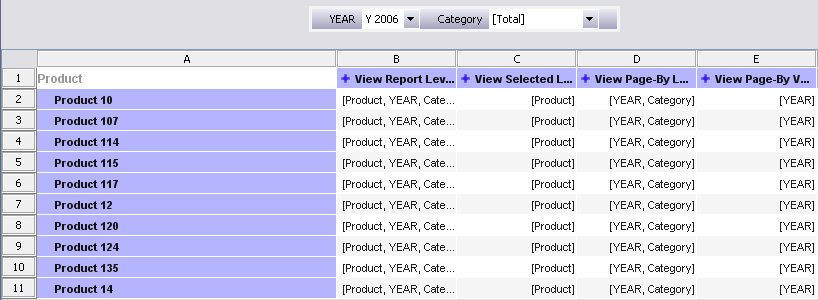 YEAR Y 2006 Category [Total]
A B C D E
1 Product View Report Lev... View Selected L... View Page-By L... View Page-By V...
2 Product 10 [Product, YEAR, Cate... [Product] [YEAR, Category] [YEAR]
3 Product 107 [Product, YEAR, Cate... [Product] [YEAR, Category] [YEAR]
4 Product 114 [Product, YEAR, Cate... [Product] [YEAR, Category] [YEAR]
5 Product 115 [Product, YEAR, Cate... [Product] [YEAR, Category] [YEAR]
6 Product 117 [Product, YEAR, Cate... [Product] [YEAR, Category] [YEAR]
7 Product 12 [Product, YEAR, Cate... [Product] [YEAR, Category] [YEAR]
8 Product 120 [Product, YEAR, Cate... [Product] [YEAR, Category] [YEAR]
9 Product 124 [Product, YEAR, Cate... [Product] [YEAR, Category] [YEAR]
10 Product 135 [Product, YEAR, Cate... [Product] [YEAR, Category] [YEAR]
11 Product 14 [Product, YEAR, Cate... [Product] [YEAR, Category] [YEAR]